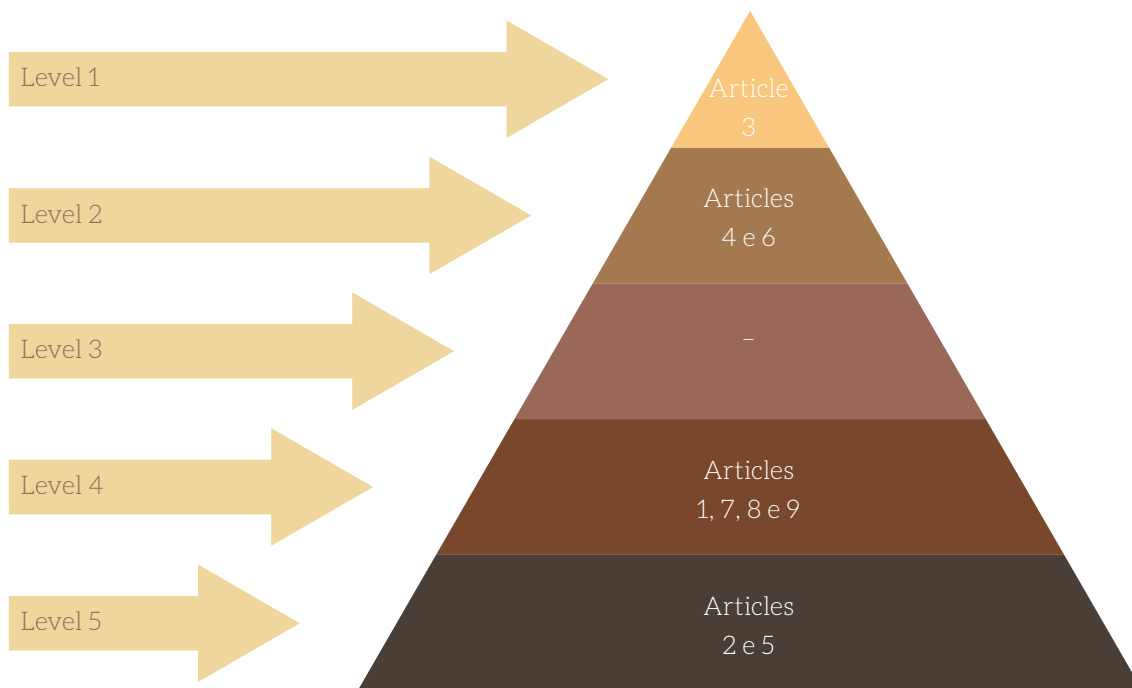 Level 1
Article
3
Level 2
Articles
4 e 6
Level 3
–
Level 4
Articles
1, 7, 8 e 9
Level 5
Articles
2 e 5